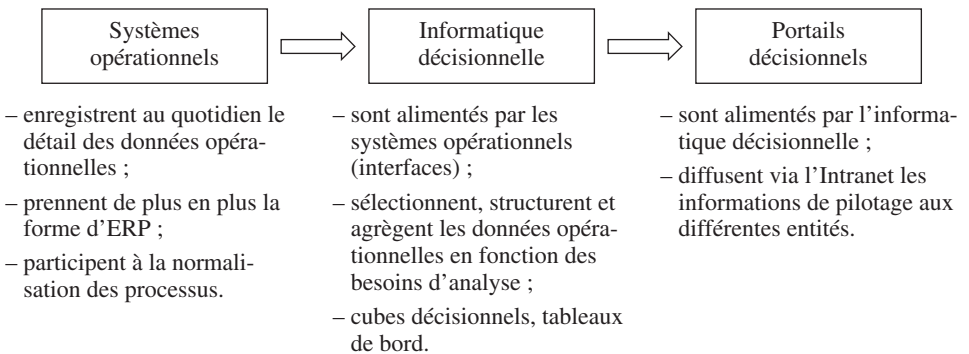 Systèmes
opérationnels
– enregistrent au quotidien le
détail des données opéra-
tionnelles ;
– prennent de plus en plus la
forme d’ERP ;
– participent à la normali-
sation des processus.
Informatique
décisionnelle
– sont alimentés par les
systèmes opérationnels
(interfaces) ;
– sélectionnent, structurent et
agrègent les données opéra-
tionnelles en fonction des
besoins d’analyse ;
– cubes décisionnels, tableaux
de bord.
Portails
décisionnels
– sont alimentés par l’informa-
tique décisionnelle ;
– diffusent via l’Intranet les
informations de pilotage aux
différentes entités.